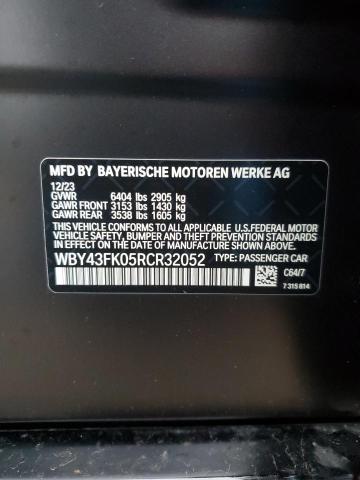 MFD BY BAYERISCHE MOTOREN WERKE AG
12/23
GVWR 6404 lbs 2905 kg
GAWR FRONT 3153 lbs 1430 kg
GAWR REAR 3538 lbs 1605 kg
THIS VEHICLE CONFORMS TO ALL APPLICABLE U.S.FEDERAL MOTOR
VEHICLE SAFETY, BUMPER, AND THEFT PREVENTION STANDARDS
IN EFFECT ON THE DATE OF MANUFACTURE SHOWN ABOVE.
WBY43FK05RCR32052 TYPE: PASSENGER CAR
C64/7
7 315 814